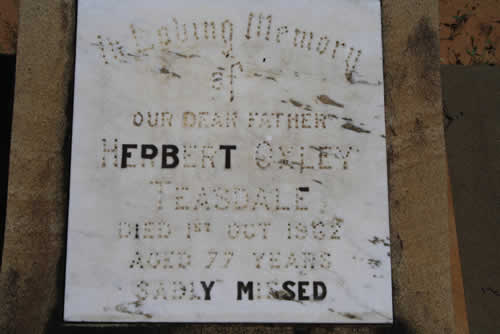 In Loving Memory
of
OUR DEAR FATHER
HERBERT OXLEY
TEASDALE
DIED 1ST OCT 1962
AGED 77 YEARS
SADLY MISSED